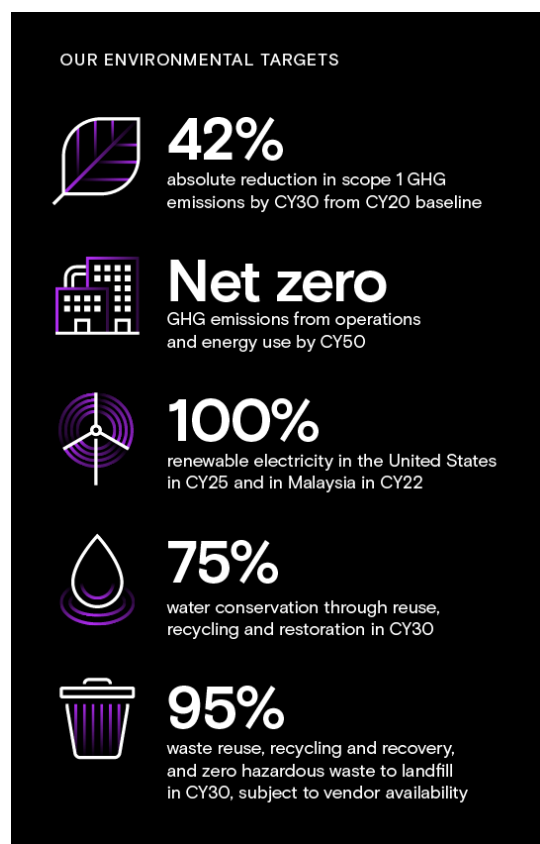 OUR ENVIRONMENTAL TARGETS
42%
absolute reduction in scope 1 GHG
emissions by CY30 from CY20 baseline
Net zero
GHG emissions from operations
and energy use by CY50
100%
renewable electricity in the United States
in CY25 and in Malaysia in CY22
75%
water conservation through reuse,
recycling and restoration in CY30
95%
waste reuse, recycling and recovery,
and zero hazardous waste to landfill
in CY30, subject to vendor availability